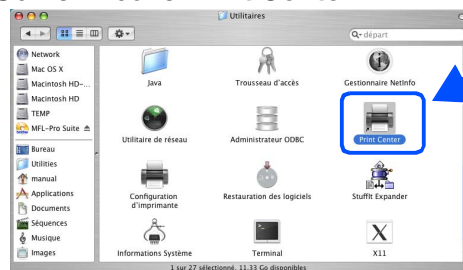 Utilitaires
départ
Network
Mac OS X
Macintosh HD-...
Macintosh HD
TEMP
MFL-Pro Suite
Bureau
Utilities
manual
Applications
Documents
Séquences
Musique
Images
Java
Trousseau d'accès
Gestionnaire NetInfo
Utilitaire de réseau
Administrateur ODBC
Print Center
Configuration
d'imprimante
Restauration des logiciels
StuffIt Expander
Informations Système
Terminal
X11
1 sur 27 sélectionné, 11.33 Go disponibles